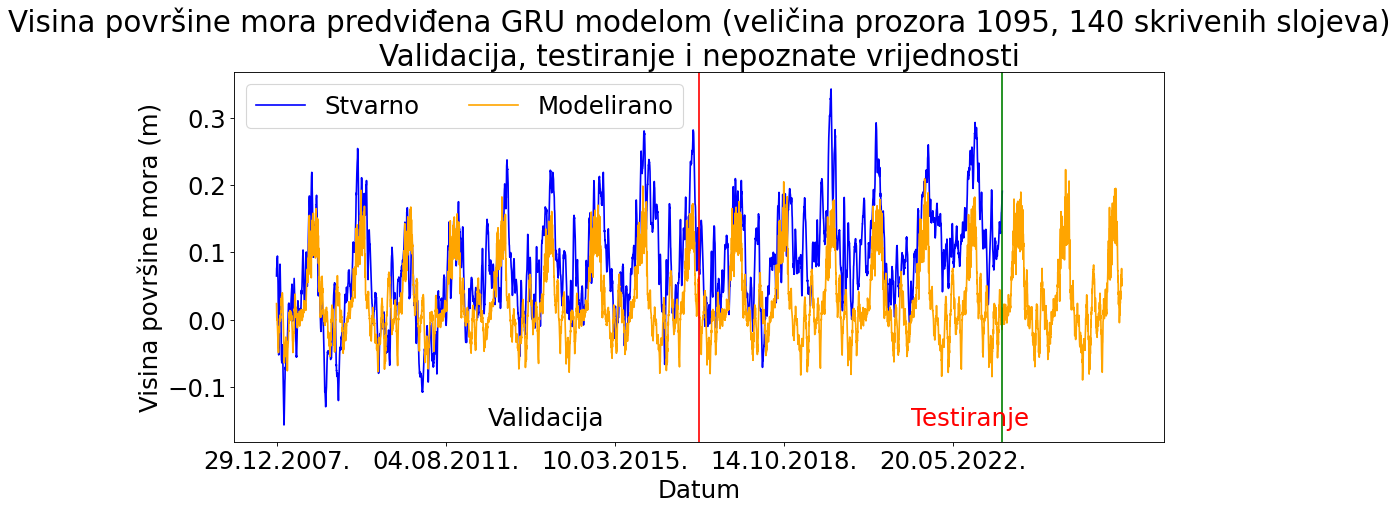 Visina površine mora predviđena GRU modelom (veličina prozora 1095, 140 skrivenih slojeva)
Validacija, testiranje i nepoznate vrijednosti
Stvarno
Modelirano
Visina površine mora (m)
0.3
0.2
0.1
0.0
−0.1
Validacija
Testiranje
29.12.2007.
04.08.2011.
10.03.2015.
14.10.2018.
20.05.2022.
Datum